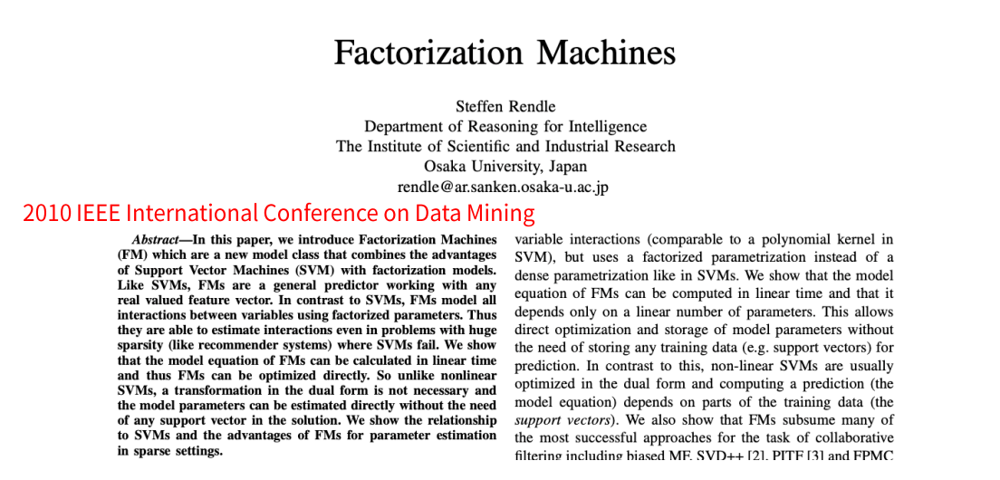 Factorization Machines
Steffen Rendle
Department of Reasoning for Intelligence
The Institute of Scientific and Industrial Research
Osaka University, Japan
rendle@ar.sanken.osaka-u.ac.jp
2010 IEEE International Conference on Data Mining
Abstract—In this paper, we introduce Factorization Machines
(FM) which are a new model class that combines the advantages
of Support Vector Machines (SVM) with factorization models.
Like SVMs, FMs are a general predictor working with any
real valued feature vector. In contrast to SVMs, FMs model all
interactions between variables using factorized parameters. Thus
they are able to estimate interactions even in problems with huge
sparsity (like recommender systems) where SVMs fail. We show
that the model equation of FMs can be calculated in linear time
and thus FMs can be optimized directly. So unlike nonlinear
SVMs, a transformation in the dual form is not necessary and
the model parameters can be estimated directly without the need
of any support vector in the solution. We show the relationship
to SVMs and the advantages of FMs for parameter estimation
in sparse settings.
variable interactions (comparable to a polynomial kernel in
SVM), but uses a factorized parametrization instead of a
dense parametrization like in SVMs. We show that the model
equation of FMs can be computed in linear time and that it
depends only on a linear number of parameters. This allows
direct optimization and storage of model parameters without
the need of storing any training data (e.g. support vectors) for
prediction. In contrast to this, non-linear SVMs are usually
optimized in the dual form and computing a prediction (the
model equation) depends on parts of the training data (the
support vectors). We also show that FMs subsume many of
the most successful approaches for the task of collaborative
filtering including biased MF, SVD++ [2], PITF [3] and FPMC